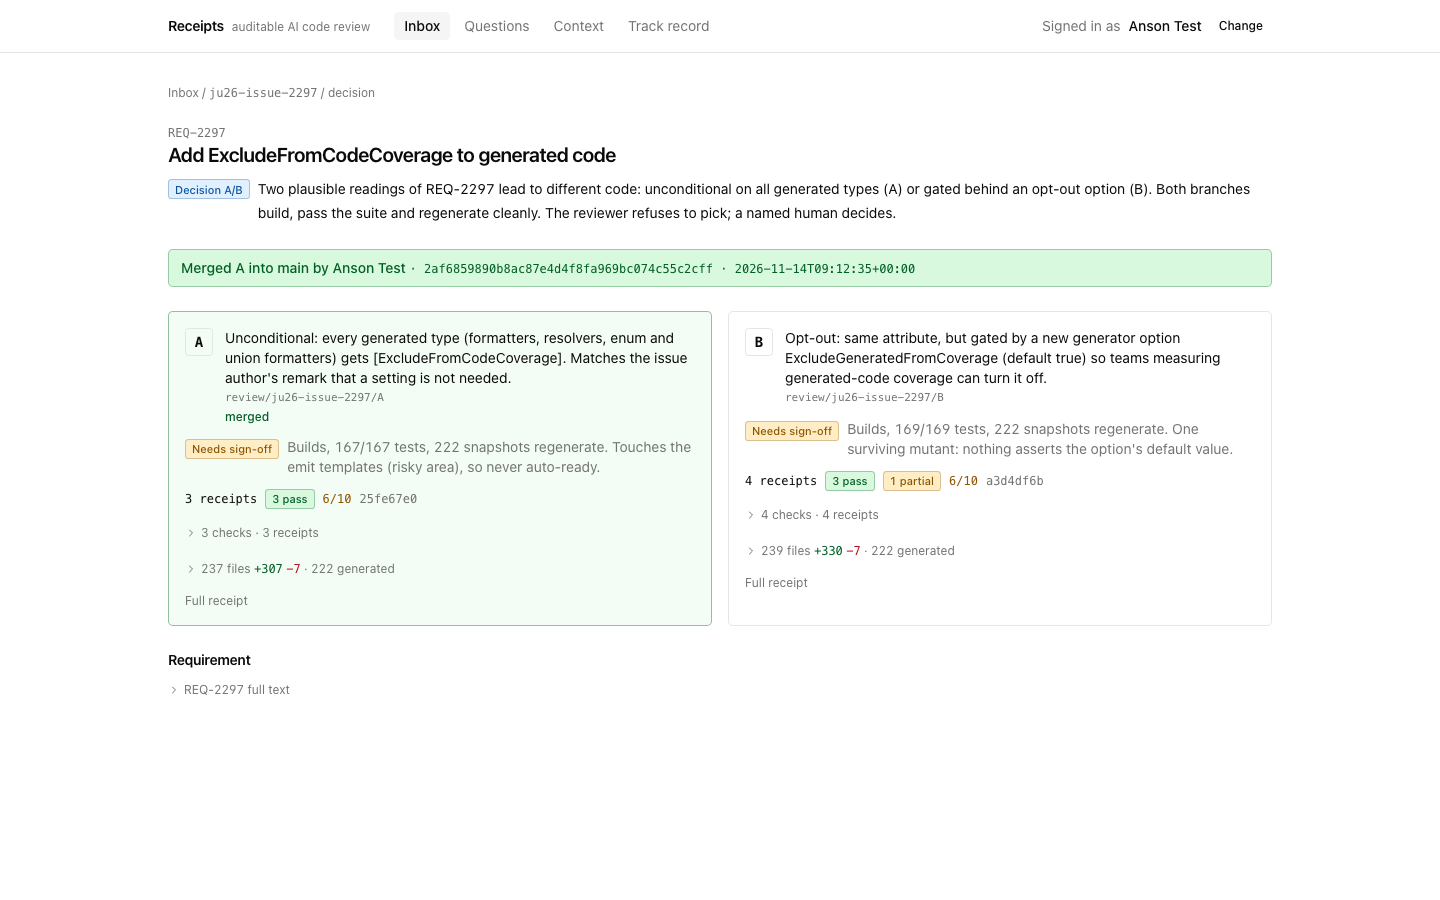 Receipts auditable AI code review Inbox Questions Context Track record Signed in as Anson Test Change
Inbox / ju26-issue-2297 / decision
REQ-2297
Add ExcludeFromCodeCoverage to generated code
Decision A/B Two plausible readings of REQ-2297 lead to different code: unconditional on all generated types (A) or gated behind an opt-out option (B). Both branches
build, pass the suite and regenerate cleanly. The reviewer refuses to pick; a named human decides.
Merged A into main by Anson Test · 2af6859890b8ac87e4d4f8fa969bc074c55c2cff · 2026-11-14T09:12:35+00:00
A Unconditional: every generated type (formatters, resolvers, enum and
union formatters) gets [ExcludeFromCodeCoverage]. Matches the issue
author's remark that a setting is not needed.
review/ju26-issue-2297/A
merged
Needs sign-off Builds, 167/167 tests, 222 snapshots regenerate. Touches the
emit templates (risky area), so never auto-ready.
3 receipts 3 pass 6/10 25fe67e0
3 checks · 3 receipts
237 files +307 −7 · 222 generated
Full receipt
B Opt-out: same attribute, but gated by a new generator option
ExcludeGeneratedFromCoverage (default true) so teams measuring
generated-code coverage can turn it off.
review/ju26-issue-2297/B
Needs sign-off Builds, 169/169 tests, 222 snapshots regenerate. One
surviving mutant: nothing asserts the option's default value.
4 receipts 3 pass 1 partial 6/10 a3d4df6b
4 checks · 4 receipts
239 files +330 −7 · 222 generated
Full receipt
Requirement
REQ-2297 full text